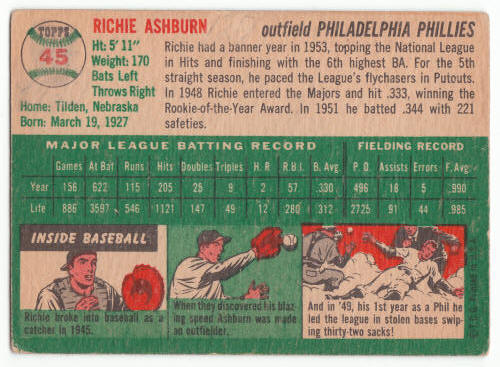 TOPPS
45
RICHIE ASHBURN
outfield PHILADELPHIA PHILLIES
Ht: 5' 11"
Weight: 170
Bats Left
Throws Right
Home: Tilden, Nebraska
Born: March 19, 1927
Richie had a banner year in 1953, topping the National League
in Hits and finishing with the 6th highest BA. For the 5th
straight season, he paced the League's flychasers in Putouts.
In 1948 Richie entered the Majors and hit .333, winning the
Rookie-of-the-Year Award. In 1951 he batted .344 with 221
safeties.
MAJOR LEAGUE BATTING RECORD
FIELDING RECORD
Games At Bat Runs Hits Doubles Triples H. R R.B.I. B. Avg. P. O. Assists Errors F. Avg.
Year 156 622 115 205 25 9 2 57 .330 496 18 5 .990
Life 886 3597 546 1121 147 49 12 280 .312 2725 91 44 .985
INSIDE BASEBALL
Richie broke into baseball as a
catcher in 1945.
When they discovered his blaz-
ing speed Ashburn was made
an outfielder.
And in '49, his 1st year as a Phil he
led the league in stolen bases swip-
ing thirty-two sacks!